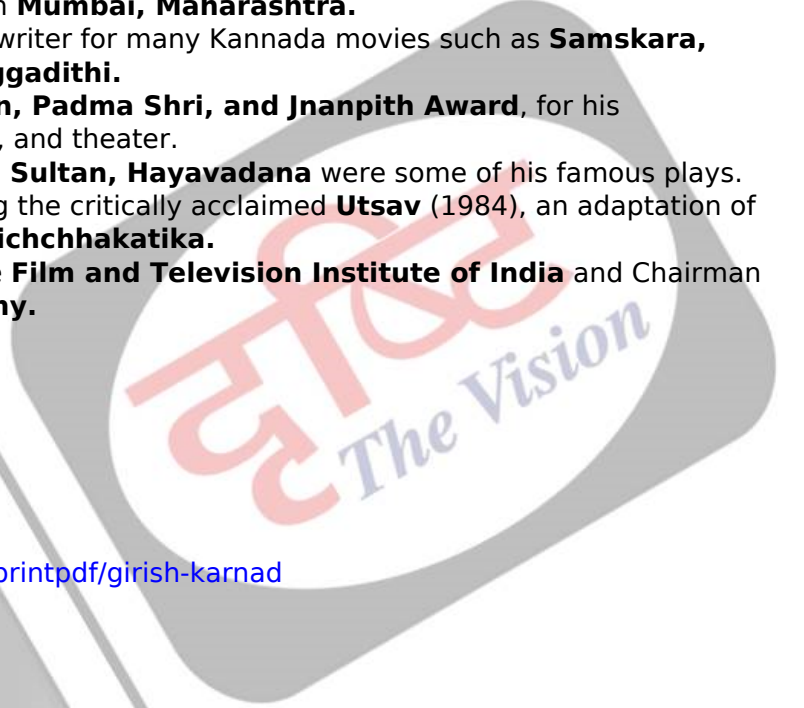 Mumbai, Maharashtra.
writer for many Kannada movies such as Samskara,
ggadithi.
n, Padma Shri, and Jnanpith Award, for his
, and theater.
Sultan, Hayavadana were some of his famous plays.
g the critically acclaimed Utsav (1984), an adaptation of
ichchhakatika.
e Film and Television Institute of India and Chairman
ny.
दृष्टि
The Vision
printpdf/girish-karnad